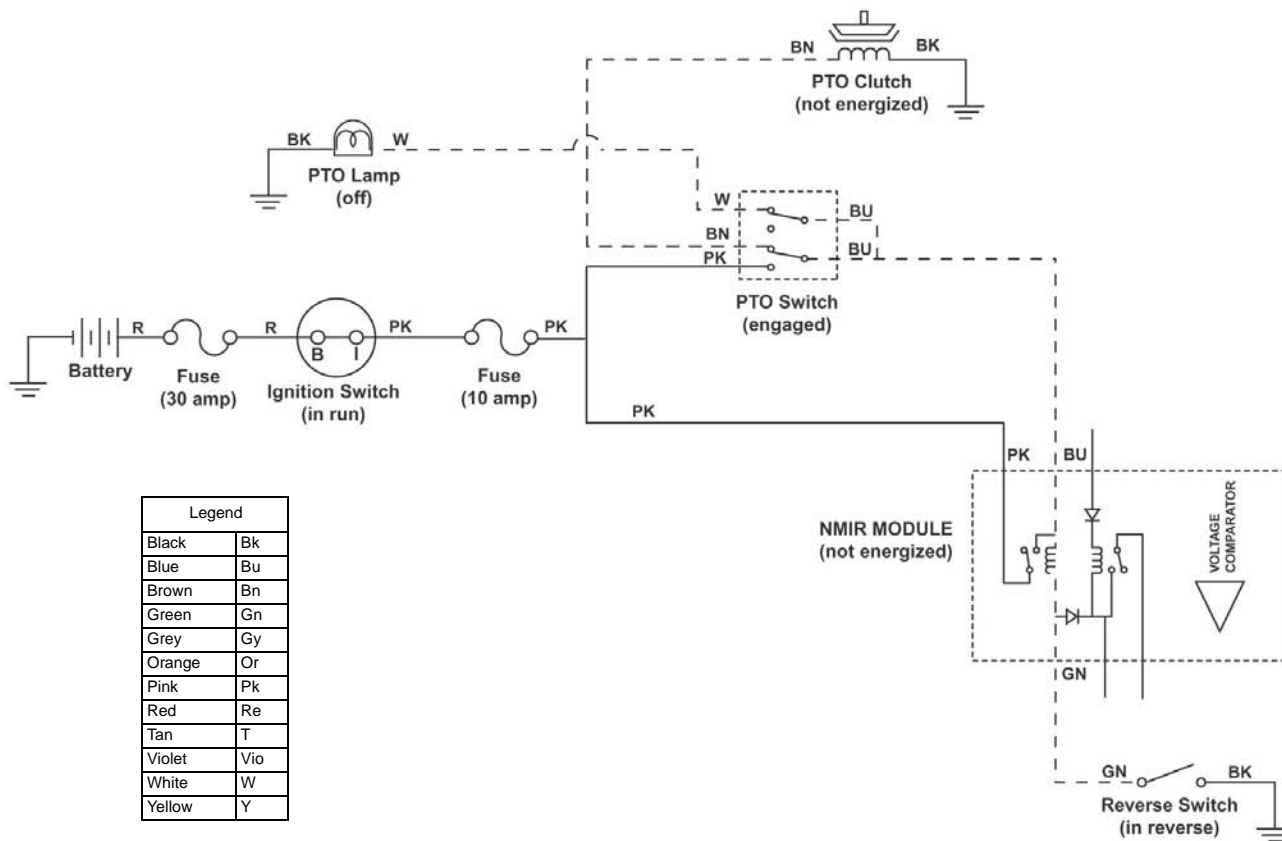 BN
BK
PTO Clutch
(not energized)
BK
W
PTO Lamp
(off)
W
BU
BN
BU
PK
PTO Switch
(engaged)
R
R
PK
PK
B
I
Battery
Fuse
(30 amp)
Ignition Switch
(in run)
Fuse
(10 amp)
PK
PK
BU
NMIR MODULE
(not energized)
VOLTAGE
COMPARATOR
GN
GN
BK
Reverse Switch
(in reverse)
Legend
Black Bk
Blue Bu
Brown Bn
Green Gn
Grey Gy
Orange Or
Pink Pk
Red Re
Tan T
Violet Vio
White W
Yellow Y